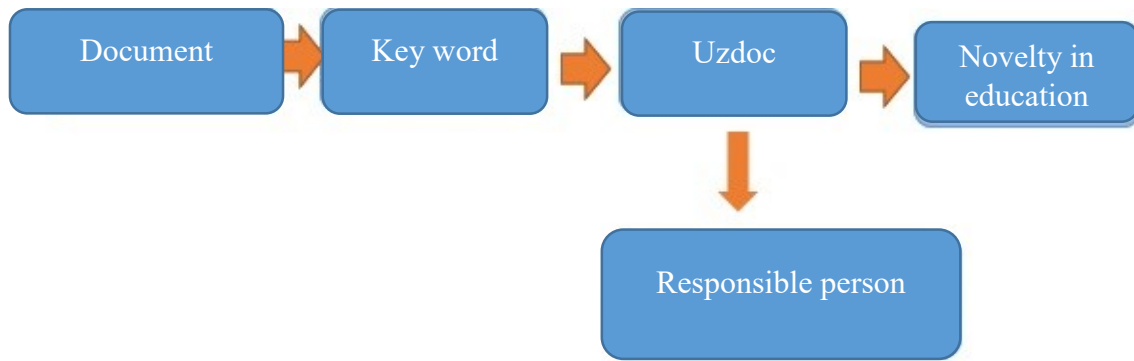 Document
Key word
Uzdoc
Novelty in
education
Responsible person